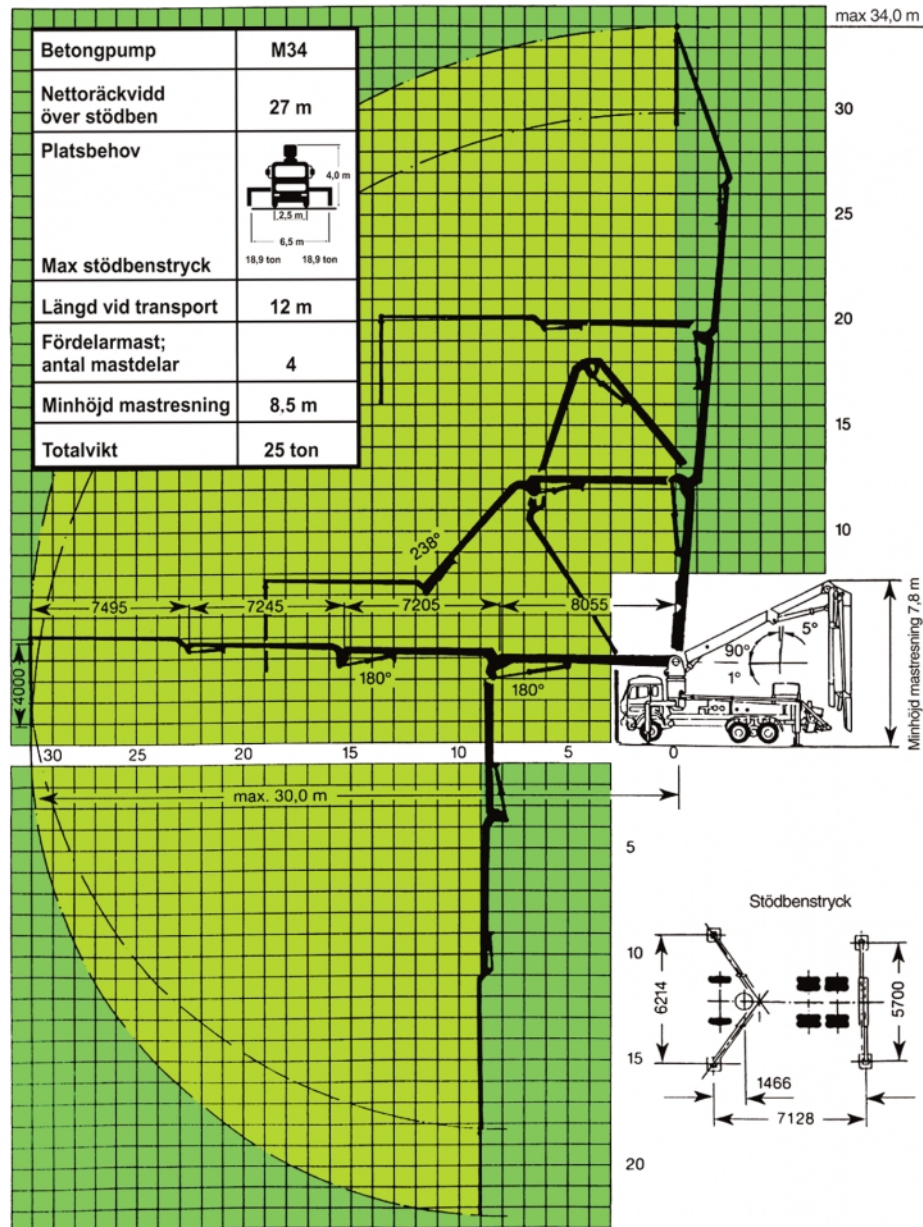 max 34,0 m
Betongpump M34
Nettoräckvidd
över stödben 27 m
Platsbehov
4,0 m
2,5 m
6,5 m
18,9 ton 18,9 ton
Max stödbenstryck
Längd vid transport 12 m
Fördelarmast;
antal mastdelar 4
Minhöjd mastresning 8,5 m
Totalvikt 25 ton
30
25
20
15
10
238°
7495 7245 7205 8055
4000
180°
180°
90°
5°
1°
Minhöjd mastresning 7,8 m
30 25 20 15 10 5 0
max. 30,0 m
5
10
15
20
Stödbenstryck
6214
5700
1466
7128